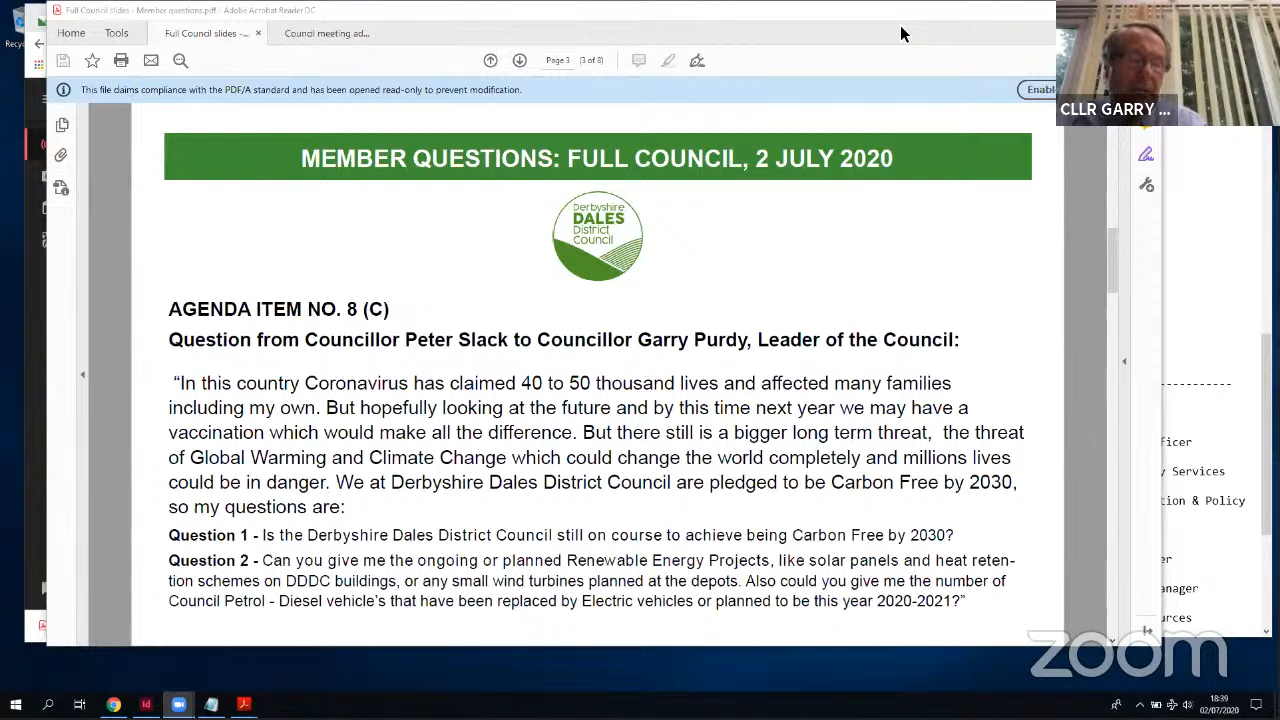 Full Council slides - Member questions.pdf - Adobe Acrobat Reader DC
Home
Tools
Full Council slides -...
Council meeting ad...
Page 3
(3 of 8)
This file claims compliance with the PDF/A standard and has been opened read-only to prevent modification.
Enable
CLLR GARRY ...
MEMBER QUESTIONS: FULL COUNCIL, 2 JULY 2020
Derbyshire
DALES
District
Council
AGENDA ITEM NO. 8 (C)
Question from Councillor Peter Slack to Councillor Garry Purdy, Leader of the Council:
“In this country Coronavirus has claimed 40 to 50 thousand lives and affected many families
including my own. But hopefully looking at the future and by this time next year we may have a
vaccination which would make all the difference. But there still is a bigger long term threat, the threat
of Global Warming and Climate Change which could change the world completely and millions lives
could be in danger. We at Derbyshire Dales District Council are pledged to be Carbon Free by 2030,
so my questions are:
Question 1 - Is the Derbyshire Dales District Council still on course to achieve being Carbon Free by 2030?
Question 2 - Can you give me the ongoing or planned Renewable Energy Projects, like solar panels and heat reten-
tion schemes on DDDC buildings, or any small wind turbines planned at the depots. Also could you give me the number of
Council Petrol - Diesel vehicle's that have been replaced by Electric vehicles or planned to be this year 2020-2021?”
Recyc
-----------
ficer
y Services
tion & Policy
er
anager
urces
zoom
18:39
02/07/2020